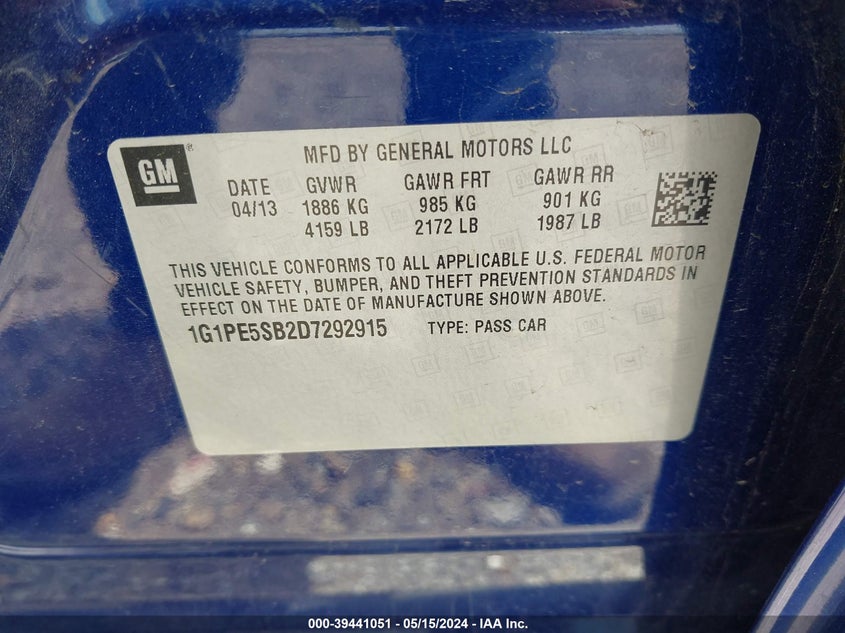 GM
MFD BY GENERAL MOTORS LLC
DATE GVWR GAWR FRT GAWR RR
04/13 1886 KG 985 KG 901 KG
4159 LB 2172 LB 1987 LB
THIS VEHICLE CONFORMS TO ALL APPLICABLE U.S. FEDERAL MOTOR
VEHICLE SAFETY, BUMPER, AND THEFT PREVENTION STANDARDS IN
EFFECT ON THE DATE OF MANUFACTURE SHOWN ABOVE.
1G1PE5SB2D7292915 TYPE: PASS CAR
000-39441051 - 05/15/2024 - IAA Inc.